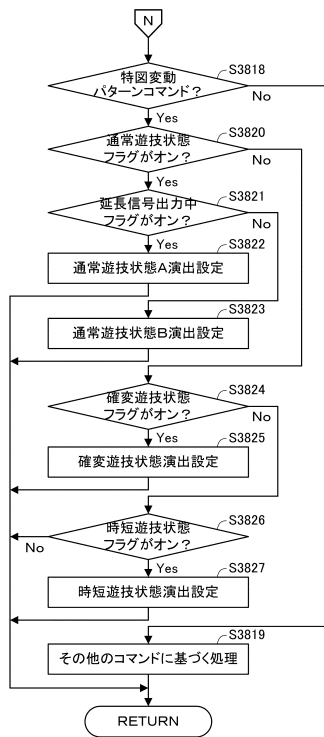 N
特図変動
パターンコマンド？
S3818
No
Yes
通常遊技状態
フラグがオン？
S3820
No
Yes
延長信号出力中
フラグがオン？
S3821
No
Yes
S3822
通常遊技状態A演出設定
S3823
通常遊技状態B演出設定
確変遊技状態
フラグがオン？
S3824
No
Yes
S3825
確変遊技状態演出設定
時短遊技状態
フラグがオン？
S3826
No
Yes
S3827
時短遊技状態演出設定
S3819
その他のコマンドに基づく処理
RETURN